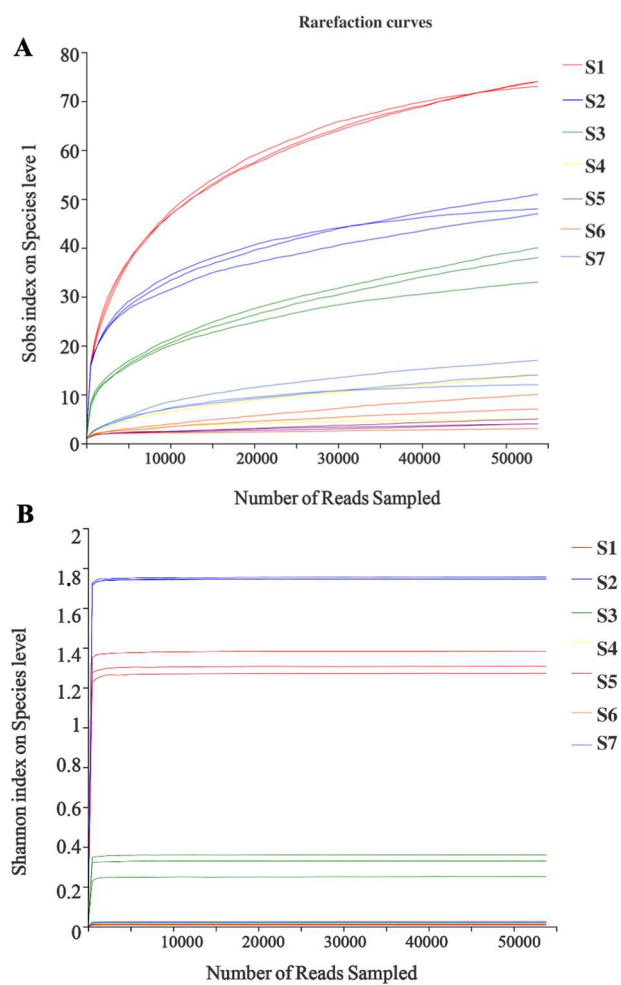 Rarefaction curves
A
80
70
60
50
40
30
20
10
0
Sobs index on Species leve l
10000 20000 30000 40000 50000
Number of Reads Sampled
S1
S2
S3
S4
S5
S6
S7
B
2
1.8
1.6
1.4
1.2
1
0.8
0.6
0.4
0.2
0
Shannon index on Species level
10000 20000 30000 40000 50000
Number of Reads Sampled
S1
S2
S3
S4
S5
S6
S7